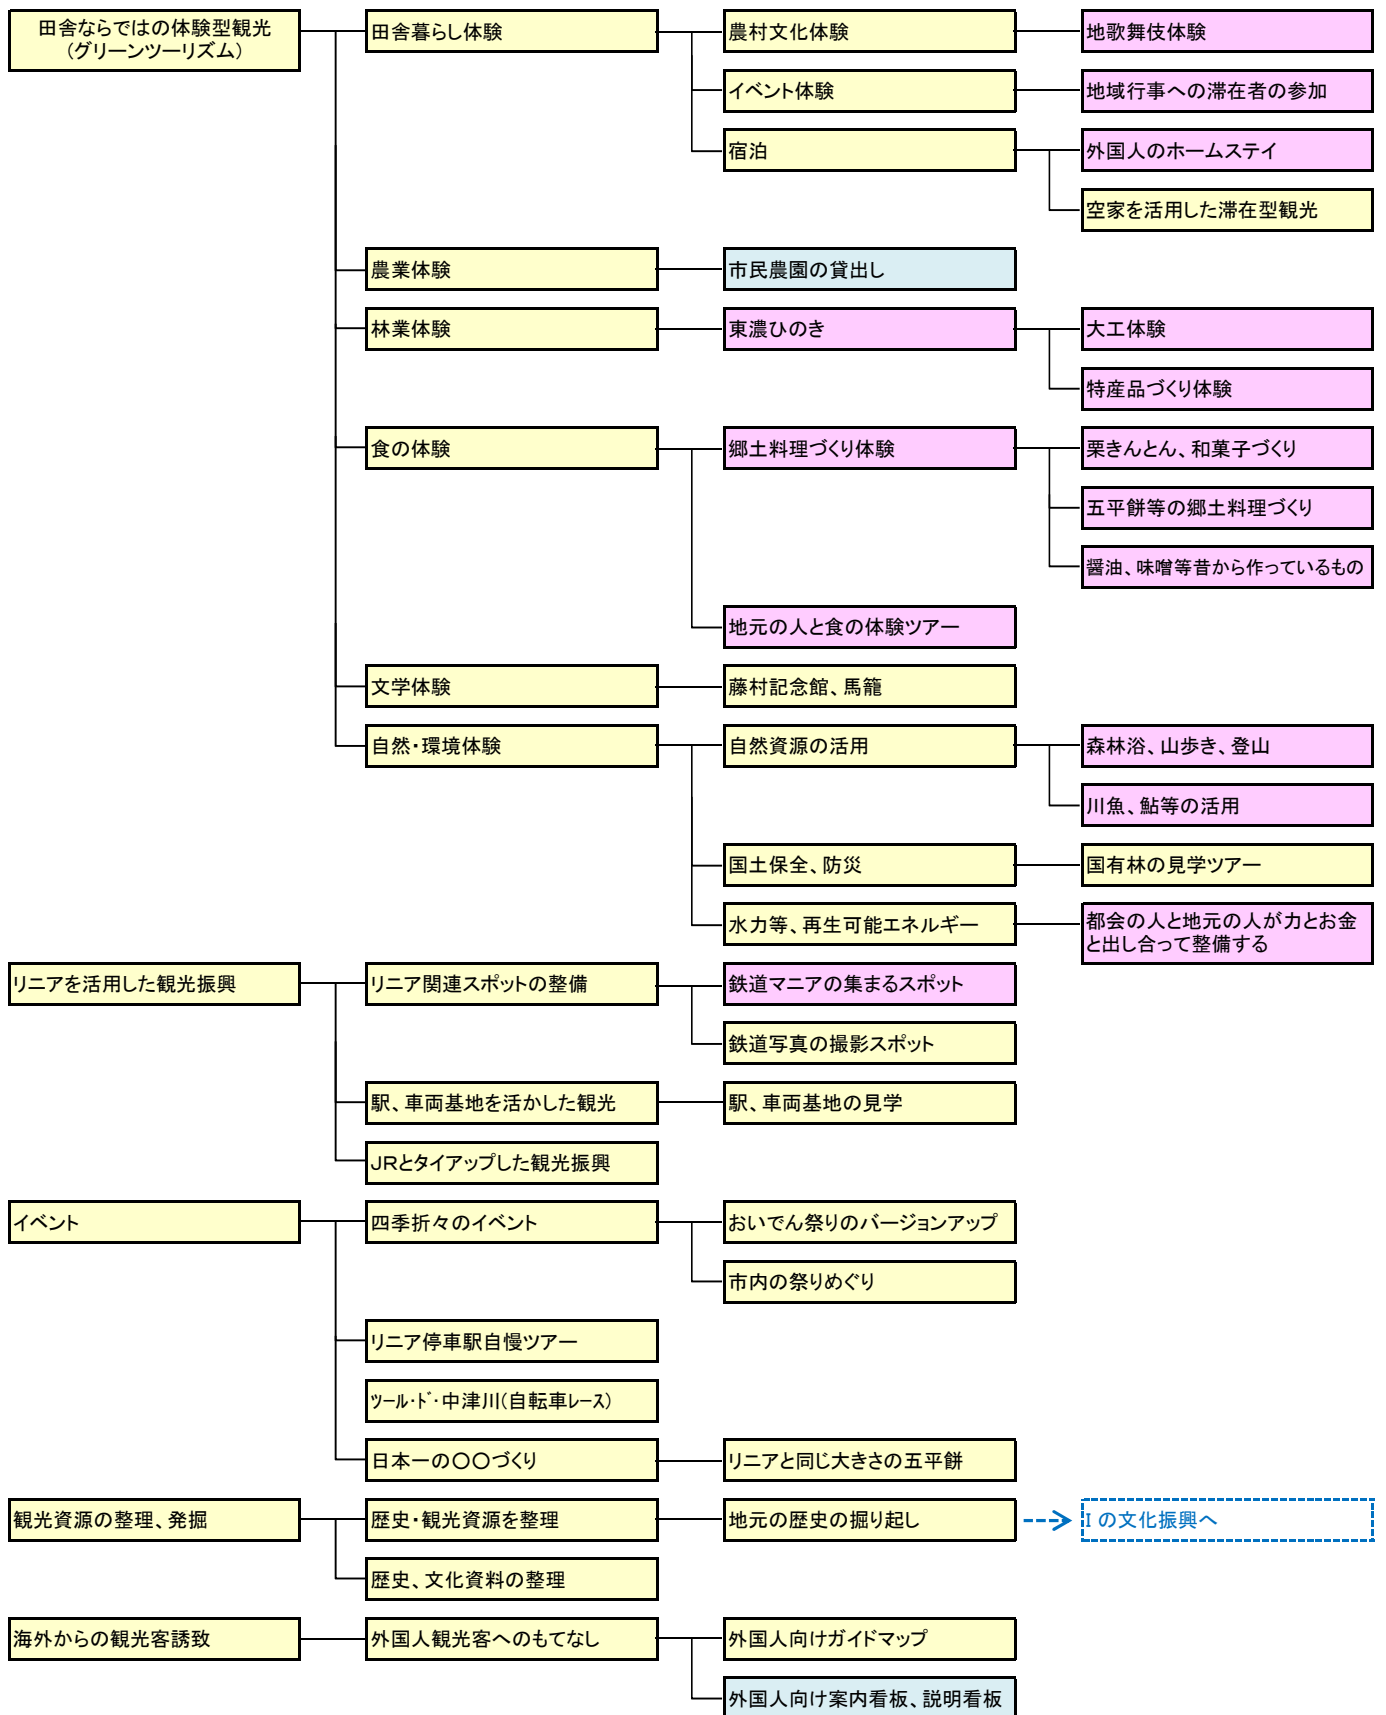 田舎ならではの体験型観光
(グリーンツーリズム)
田舎暮らし体験
農村文化体験
地歌舞伎体験
イベント体験
地域行事への滞在者の参加
宿泊
外国人のホームステイ
空家を活用した滞在型観光
農業体験
市民農園の貸出し
林業体験
東濃ひのき
大工体験
特産品づくり体験
食の体験
郷土料理づくり体験
栗きんとん、和菓子づくり
五平餅等の郷土料理づくり
醤油、味噌等昔から作っているもの
地元の人と食の体験ツアー
文学体験
藤村記念館、馬籠
自然・環境体験
自然資源の活用
森林浴、山歩き、登山
川魚、鮎等の活用
国土保全、防災
国有林の見学ツアー
水力等、再生可能エネルギー
都会の人と地元の人が力とお金
と出し合って整備する
リニアを活用した観光振興
リニア関連スポットの整備
鉄道マニアの集まるスポット
鉄道写真の撮影スポット
駅、車両基地を活かした観光
駅、車両基地の見学
JRとタイアップした観光振興
イベント
四季折々のイベント
おいでん祭りのバージョンアップ
市内の祭りめぐり
リニア停車駅自慢ツアー
ﾂｰﾙ･ﾄﾞ･中津川(自転車ﾚｰｽ)
日本一の〇〇づくり
リニアと同じ大きさの五平餅
観光資源の整理、発掘
歴史・観光資源を整理
地元の歴史の掘り起し
Ⅰの文化振興へ
歴史、文化資料の整理
海外からの観光客誘致
外国人観光客へのもてなし
外国人向けガイドマップ
外国人向け案内看板、説明看板